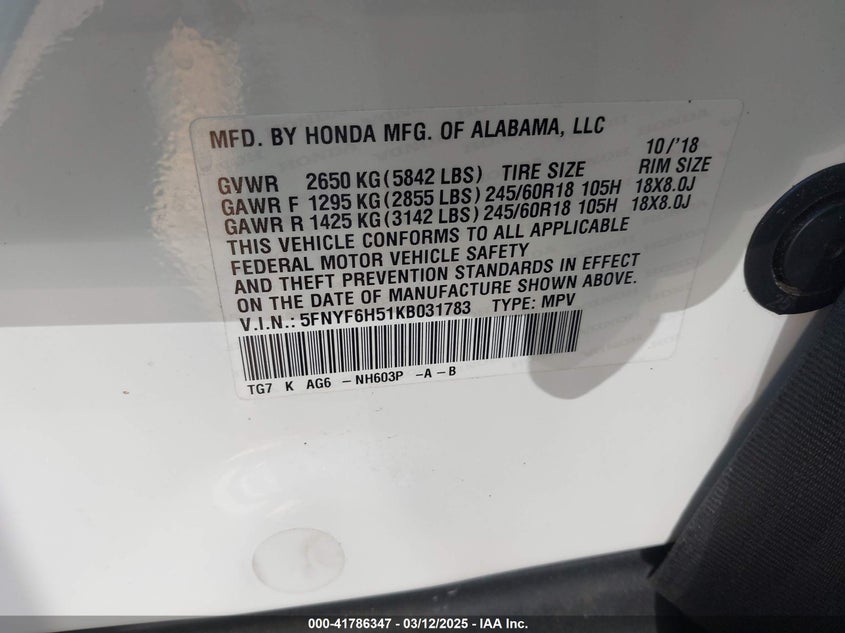 MFD. BY HONDA MFG. OF ALABAMA, LLC
10/'18
GVWR 2650 KG(5842 LBS) TIRE SIZE RIM SIZE
GAWR F 1295 KG(2855 LBS) 245/60R18 105H 18X8.0J
GAWR R 1425 KG(3142 LBS) 245/60R18 105H 18X8.0J
THIS VEHICLE CONFORMS TO ALL APPLICABLE
FEDERAL MOTOR VEHICLE SAFETY
AND THEFT PREVENTION STANDARDS IN EFFECT
ON THE DATE OF MANUFACTURE SHOWN ABOVE.
V.I.N.: 5FNYF6H51KB031783 TYPE: MPV
TG7 K AG6 -NH603P -A-B
000-41786347 - 03/12/2025 - IAA Inc.